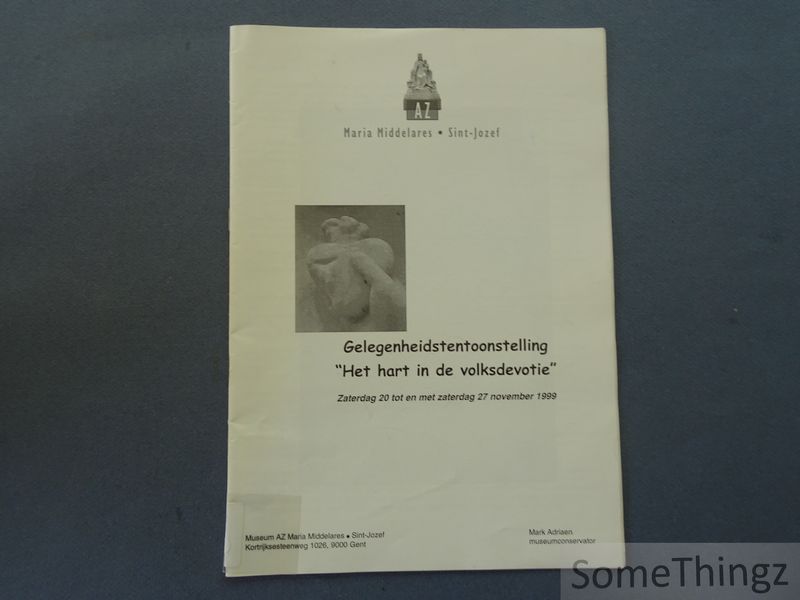 AZ
Maria Middelares • Sint-Jozef
Gelegenheidstentoonstelling
"Het hart in de volksdevotie"
Zaterdag 20 tot en met zaterdag 27 november 1999
Museum AZ Maria Middelares • Sint-Jozef
Kortrijksesteenweg 1026, 9000 Gent
Mark Adriaen
museumconservator
SomeThingz